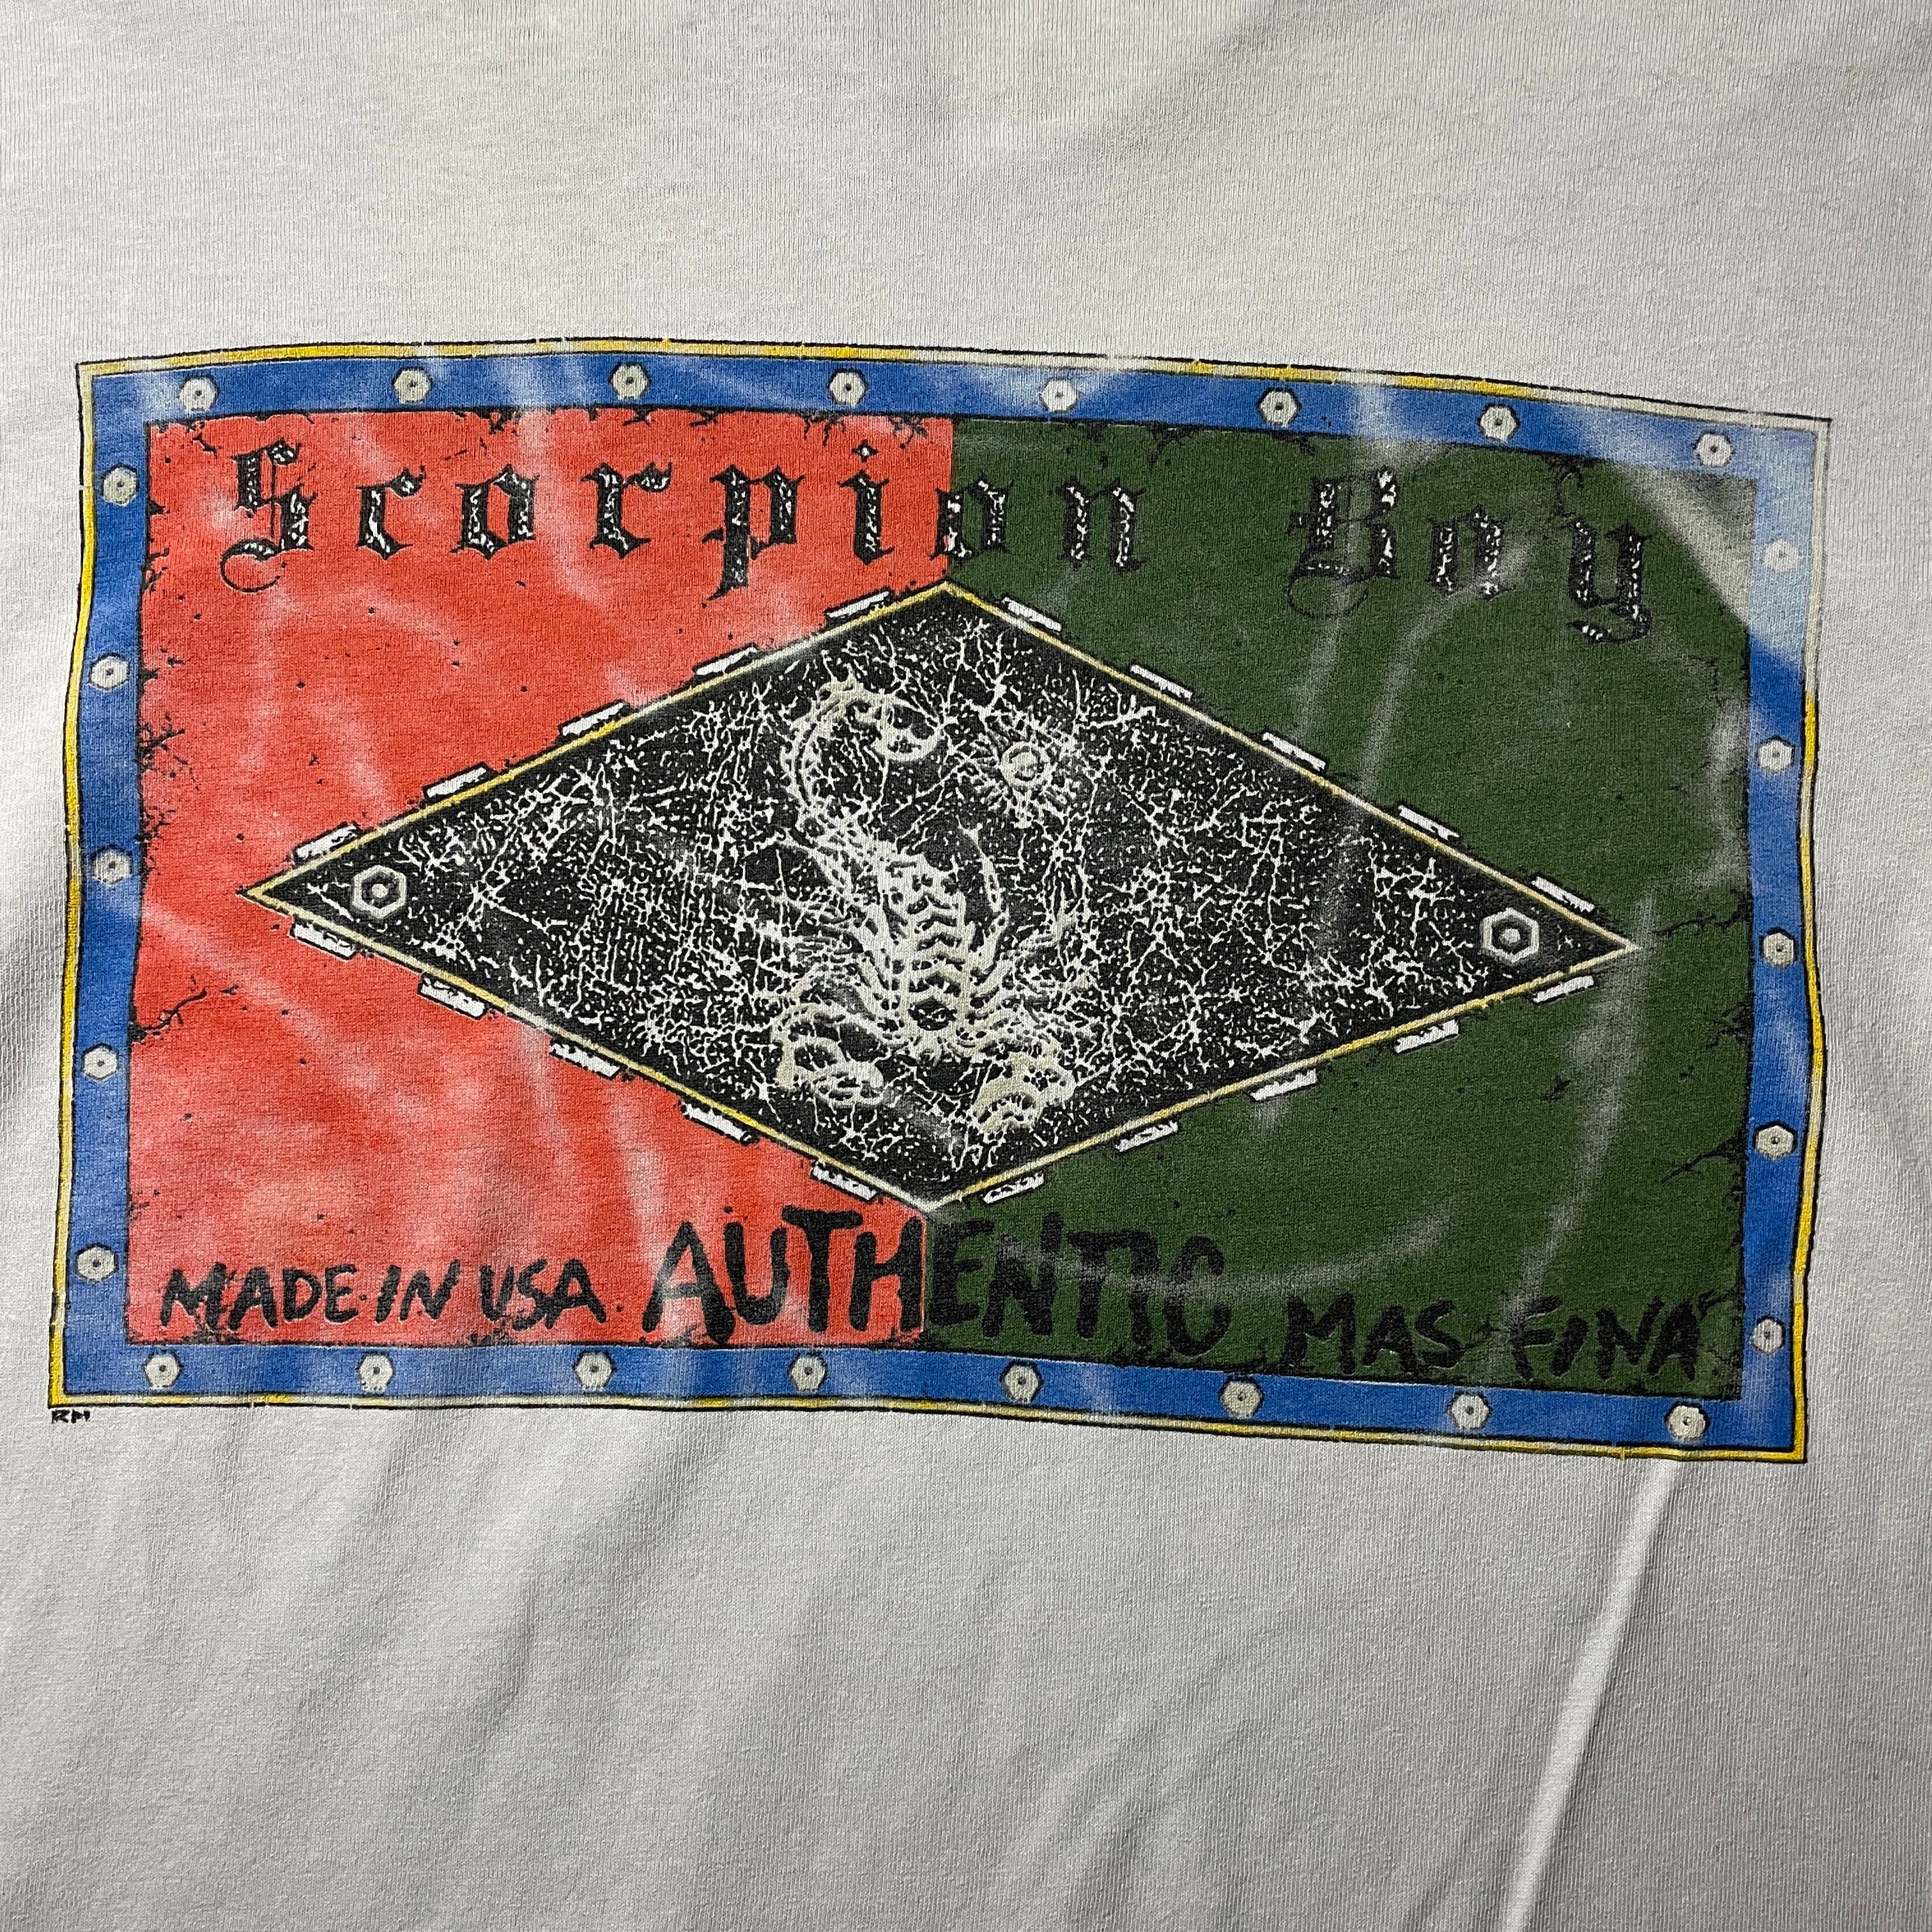 Scorpion Boy
MADE·IN USA. AUTHENTIC MAS FINA
RM